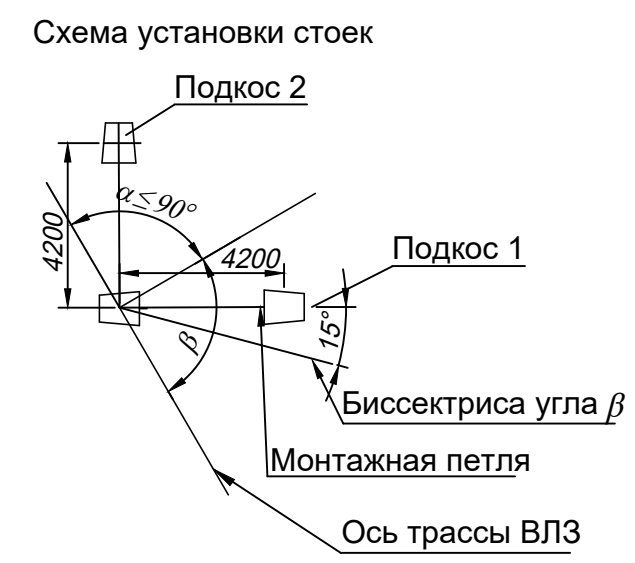 Схема установки стоек
Подкос 2
α≤90°
4200
4200
Подкос 1
15°
β
Биссектриса угла β
Монтажная петля
Ось трассы ВЛЗ